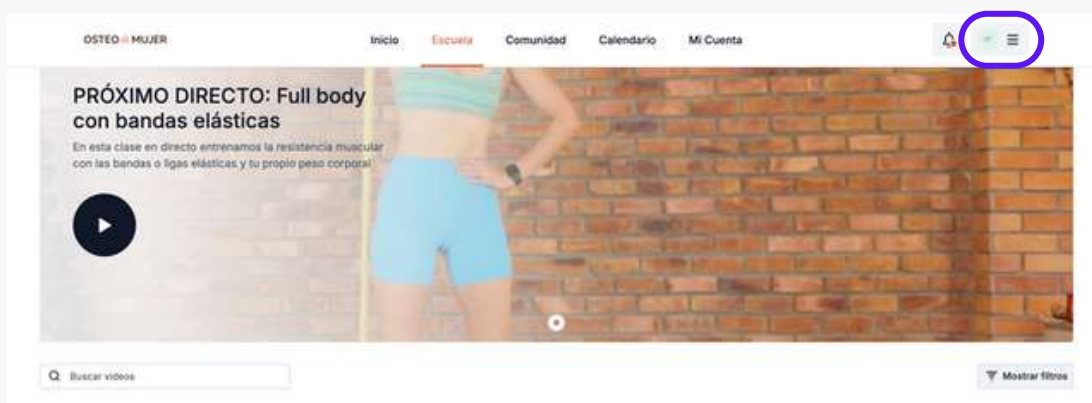 OSTEO MUJER
Inicio Escuela Comunidad Calendario Mi Cuenta
PRÓXIMO DIRECTO: Full body
con bandas elásticas
En esta clase en directo entrenamos la resistencia muscular
con las bandas o ligas elásticas y tu propio peso corporal
Buscar videos
Mostrar filtros